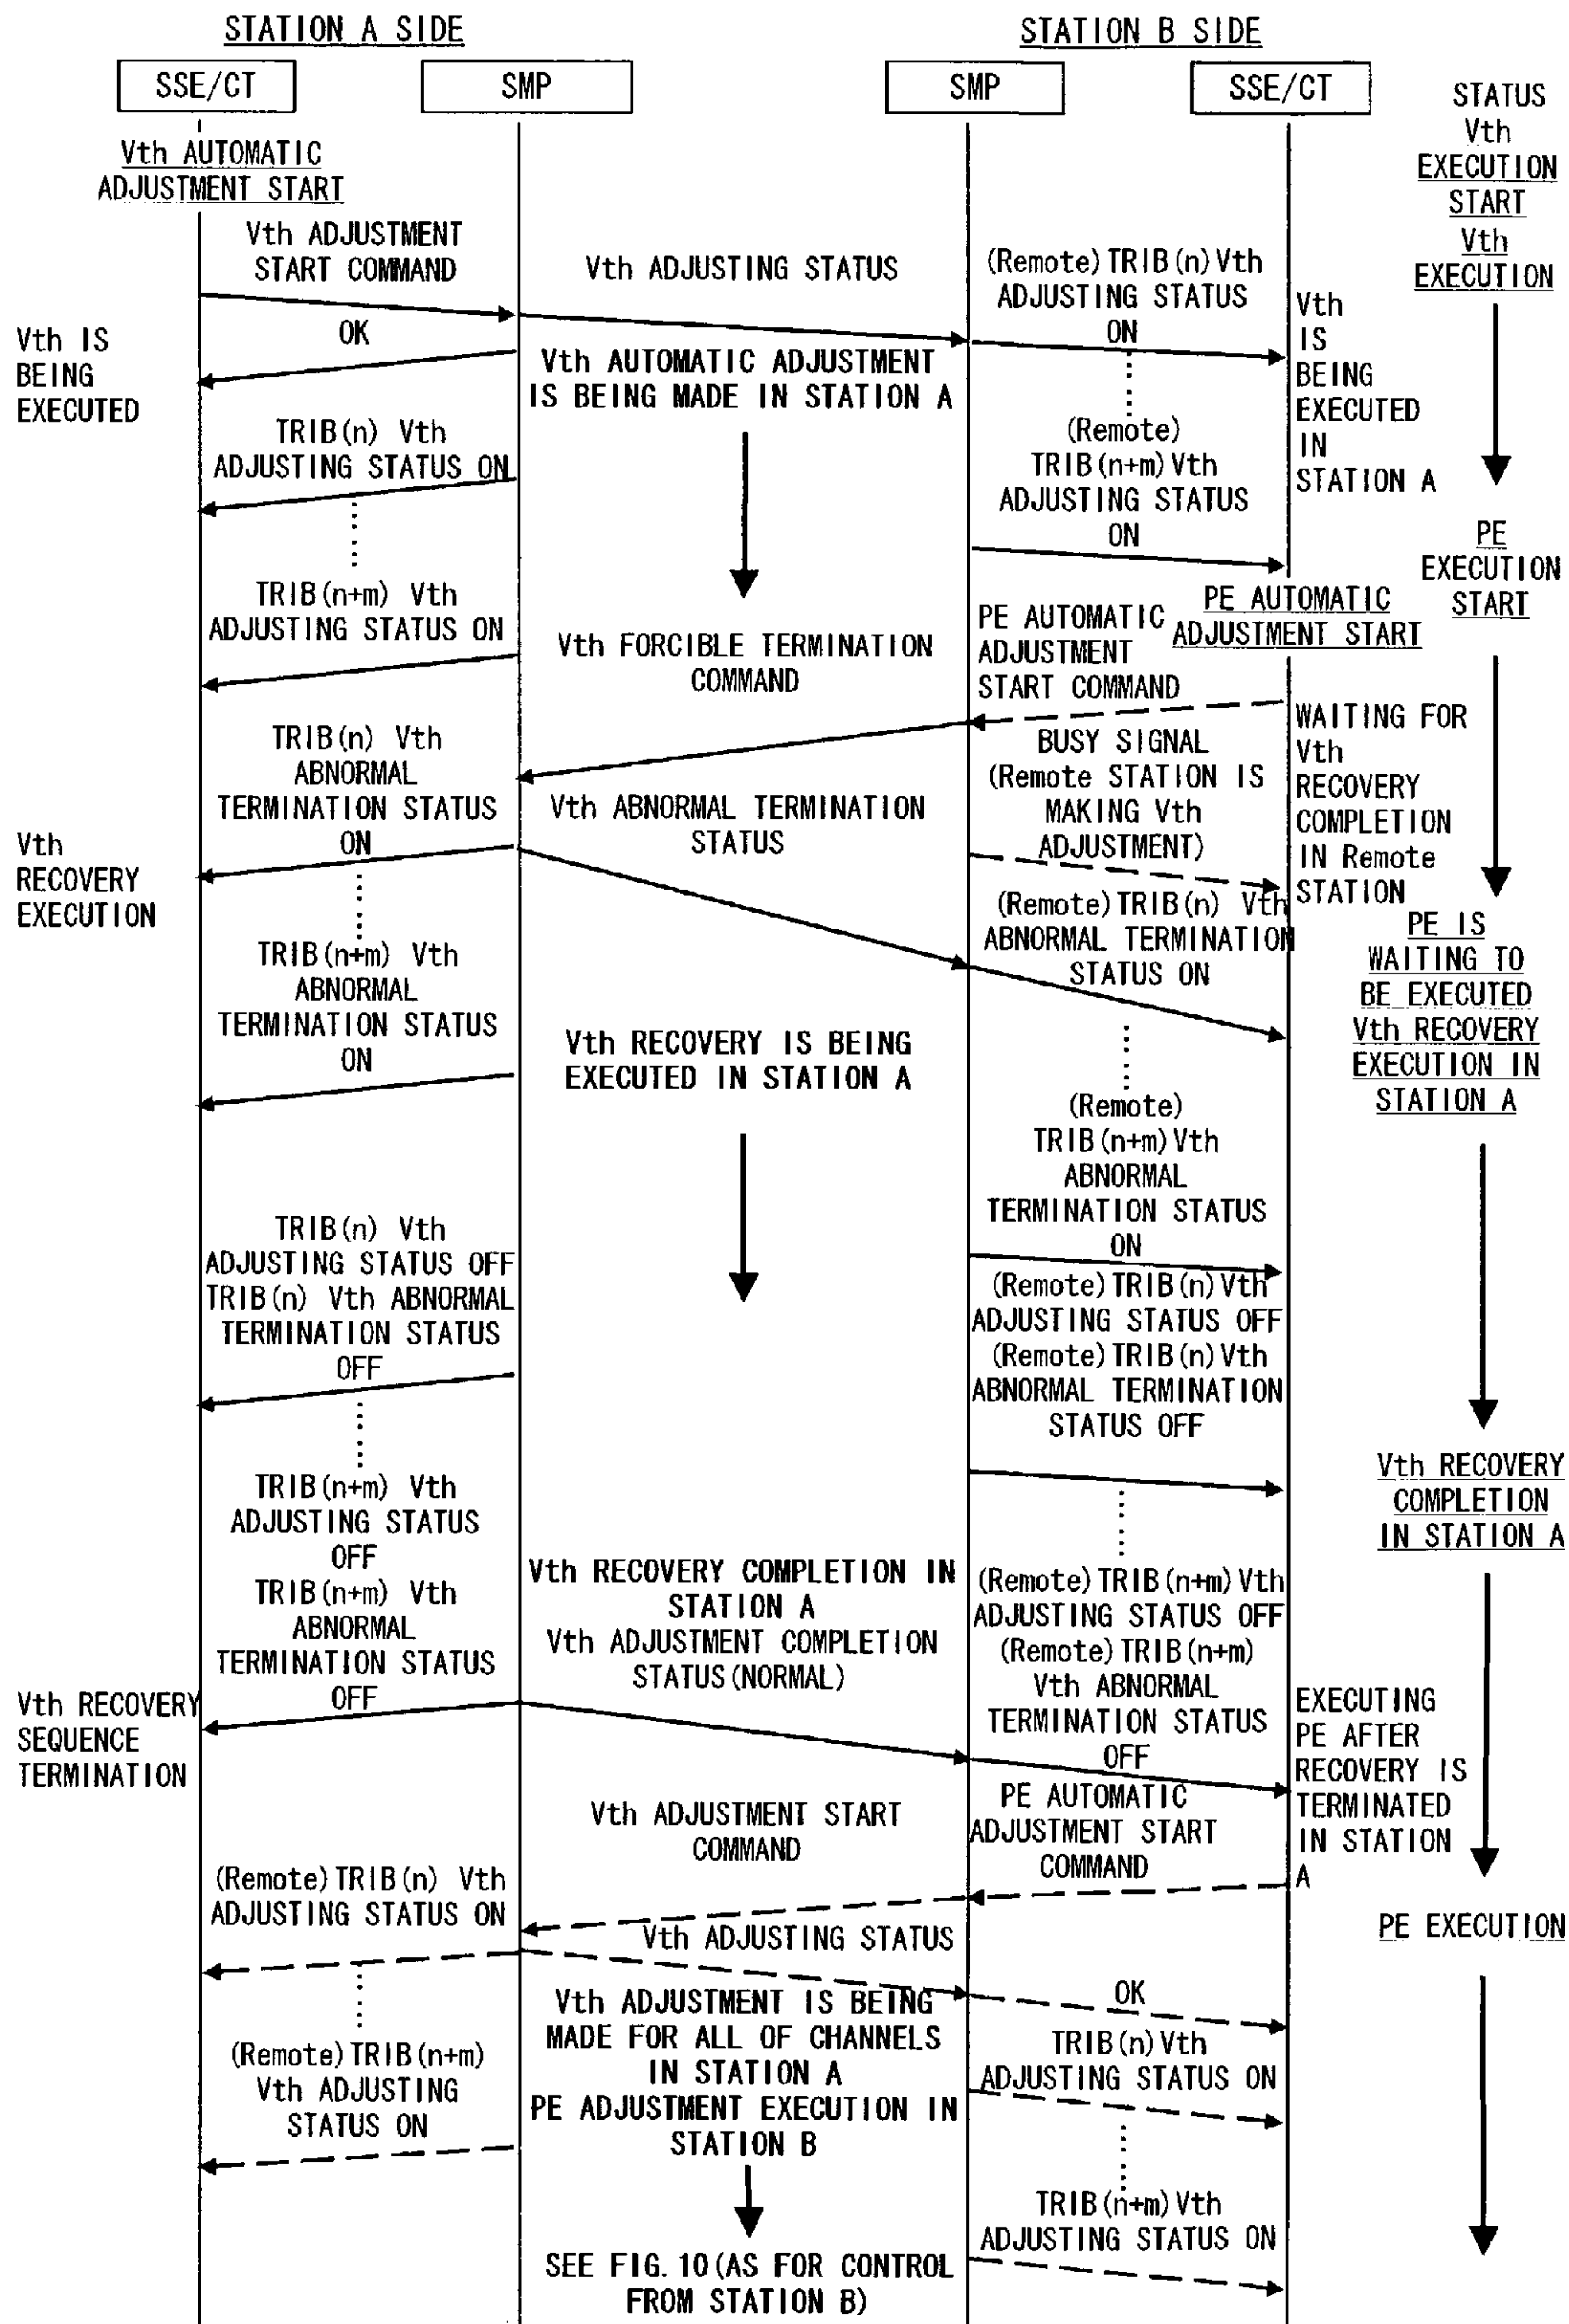 STATION A SIDE
STATION B SIDE
SSE/CT
SMP
SMP
SSE/CT
STATUS
Vth
EXECUTION
START
Vth
EXECUTION
Vth AUTOMATIC
ADJUSTMENT START
Vth ADJUSTMENT
START COMMAND
Vth ADJUSTING STATUS
(Remote)TRIB(n)Vth
ADJUSTING STATUS
ON
OK
Vth IS
BEING
EXECUTED
Vth AUTOMATIC ADJUSTMENT
IS BEING MADE IN STATION A
Vth
IS
BEING
EXECUTED
IN
STATION A
TRIB(n) Vth
ADJUSTING STATUS ON
(Remote)
TRIB(n+m)Vth
ADJUSTING STATUS
ON
PE
EXECUTION
START
TRIB(n+m) Vth
ADJUSTING STATUS ON
Vth FORCIBLE TERMINATION
COMMAND
PE AUTOMATIC
ADJUSTMENT
START COMMAND
PE AUTOMATIC
ADJUSTMENT START
TRIB(n) Vth
ABNORMAL
TERMINATION STATUS
ON
Vth ABNORMAL TERMINATION
STATUS
BUSY SIGNAL
(Remote STATION IS
MAKING Vth
ADJUSTMENT)
WAITING FOR
Vth
RECOVERY
COMPLETION
IN Remote
STATION
Vth
RECOVERY
EXECUTION
(Remote)TRIB(n) Vth
ABNORMAL TERMINATION
STATUS ON
PE IS
WAITING TO
BE EXECUTED
Vth RECOVERY
EXECUTION IN
STATION A
TRIB(n+m) Vth
ABNORMAL
TERMINATION STATUS
ON
Vth RECOVERY IS BEING
EXECUTED IN STATION A
(Remote)
TRIB(n+m)Vth
ABNORMAL
TERMINATION STATUS
ON
TRIB(n) Vth
ADJUSTING STATUS OFF
TRIB(n) Vth ABNORMAL
TERMINATION STATUS
OFF
(Remote)TRIB(n)Vth
ADJUSTING STATUS OFF
(Remote)TRIB(n)Vth
ABNORMAL TERMINATION
STATUS OFF
Vth RECOVERY
COMPLETION
IN STATION A
TRIB(n+m) Vth
ADJUSTING STATUS
OFF
TRIB(n+m) Vth
ABNORMAL
TERMINATION STATUS
OFF
Vth RECOVERY COMPLETION IN
STATION A
Vth ADJUSTMENT COMPLETION
STATUS(NORMAL)
(Remote)TRIB(n+m)Vth
ADJUSTING STATUS OFF
(Remote)TRIB(n+m)
Vth ABNORMAL
TERMINATION STATUS
OFF
Vth RECOVERY
SEQUENCE
TERMINATION
EXECUTING
PE AFTER
RECOVERY IS
TERMINATED
IN STATION
A
Vth ADJUSTMENT START
COMMAND
PE AUTOMATIC
ADJUSTMENT START
COMMAND
(Remote)TRIB(n) Vth
ADJUSTING STATUS ON
Vth ADJUSTING STATUS
PE EXECUTION
OK
Vth ADJUSTMENT IS BEING
MADE FOR ALL OF CHANNELS
IN STATION A
PE ADJUSTMENT EXECUTION IN
STATION B
TRIB(n)Vth
ADJUSTING STATUS ON
(Remote)TRIB(n+m)
Vth ADJUSTING
STATUS ON
TRIB(n+m)Vth
ADJUSTING STATUS ON
SEE FIG.10(AS FOR CONTROL
FROM STATION B)